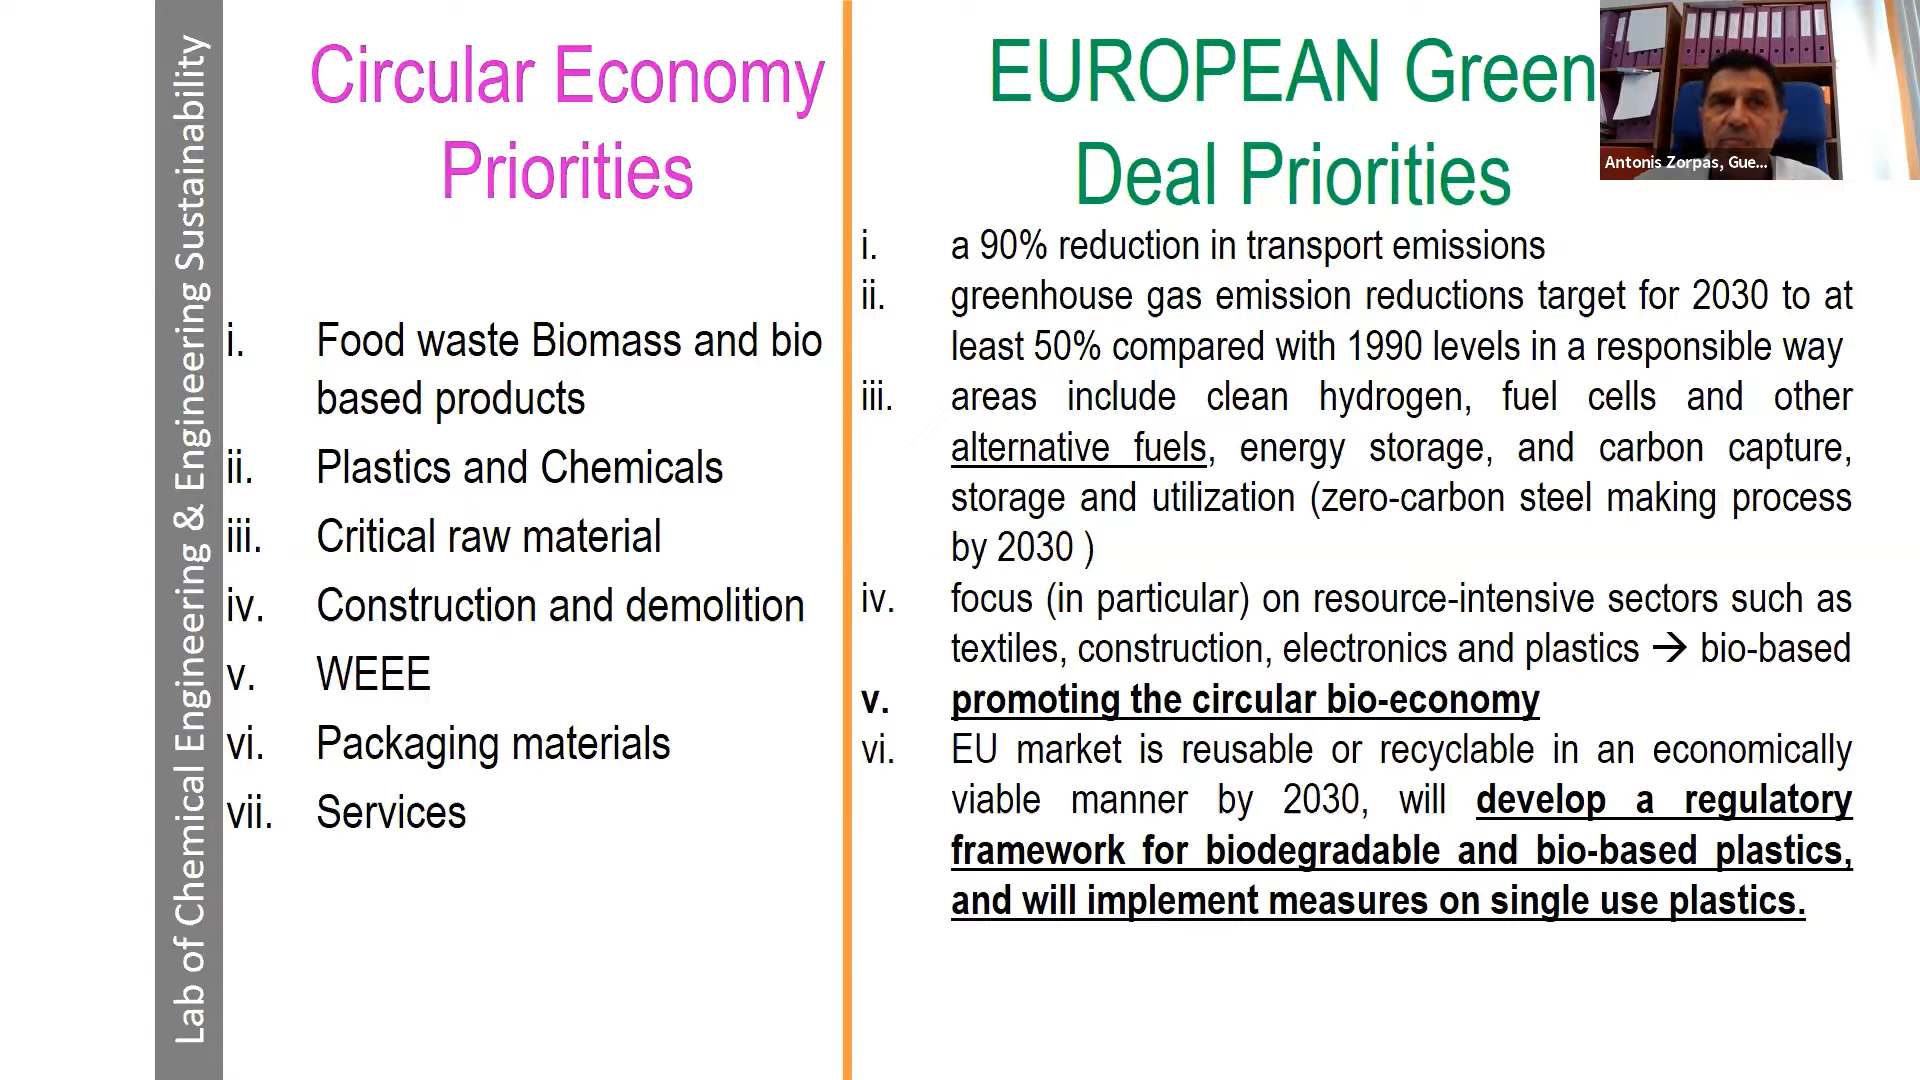 Lab of Chemical Engineering & Engineering Sustainability
Circular Economy
Priorities
i. Food waste Biomass and bio
based products
ii. Plastics and Chemicals
iii. Critical raw material
iv. Construction and demolition
v. WEEE
vi. Packaging materials
vii. Services
EUROPEAN Green
Deal Priorities
i. a 90% reduction in transport emissions
ii. greenhouse gas emission reductions target for 2030 to at
least 50% compared with 1990 levels in a responsible way
iii. areas include clean hydrogen, fuel cells and other
alternative fuels, energy storage, and carbon capture,
storage and utilization (zero-carbon steel making process
by 2030 )
iv. focus (in particular) on resource-intensive sectors such as
textiles, construction, electronics and plastics → bio-based
v. promoting the circular bio-economy
vi. EU market is reusable or recyclable in an economically
viable manner by 2030, will develop a regulatory
framework for biodegradable and bio-based plastics,
and will implement measures on single use plastics.
Antonis Zorpas, Gue...